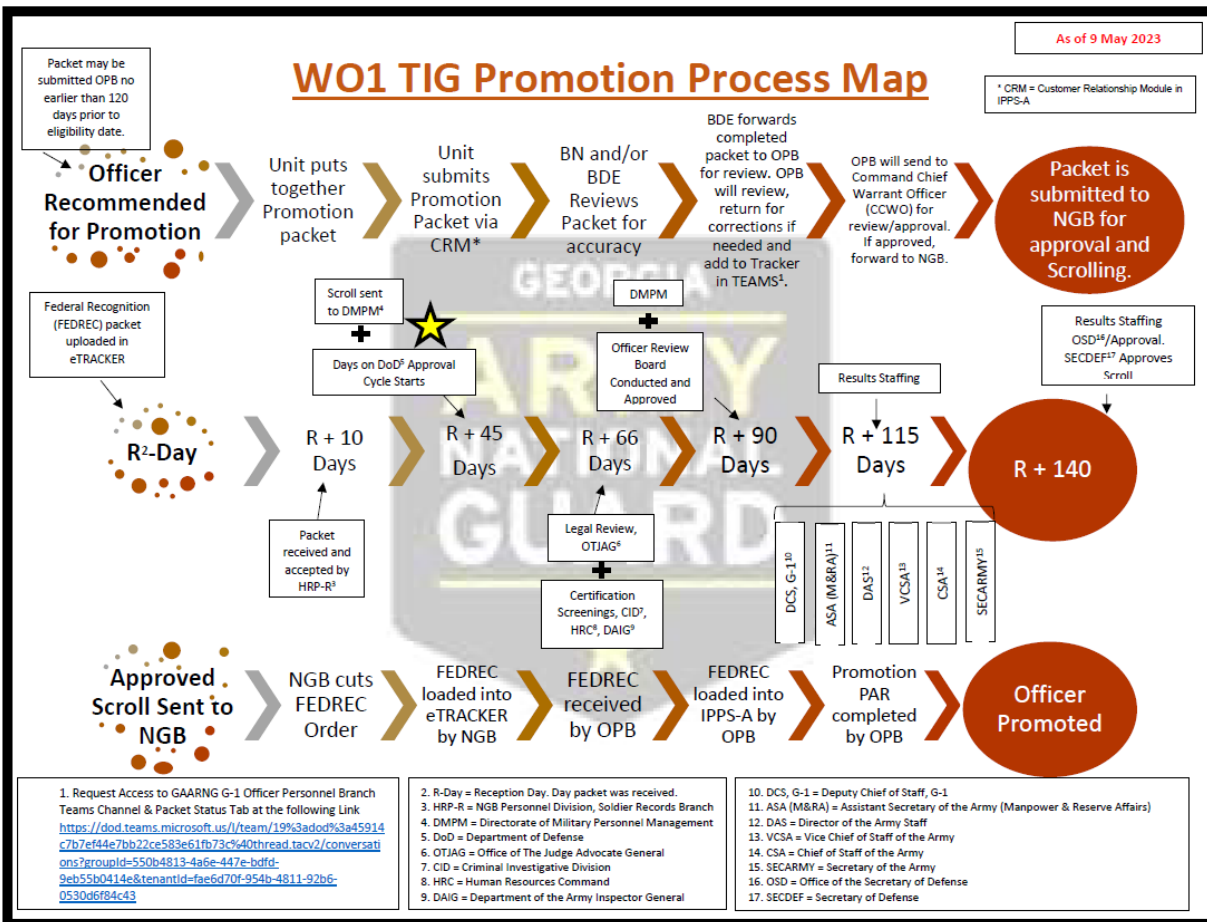 As of 9 May 2023
Packet may be
submitted OPB no
earlier than 120
days prior to
eligibility date.
WO1 TIG Promotion Process Map
* CRM = Customer Relationship Module in
IPPS-A
Officer
Recommended
for Promotion
Unit puts
together
Promotion
packet
Unit
submits
Promotion
Packet via
CRM*
BN and/or
BDE
Reviews
Packet for
accuracy
BDE forwards
completed
packet to OPB
for review. OPB
will review,
return for
corrections if
needed and
add to Tracker
in TEAMS¹.
OPB will send to
Command Chief
Warrant Officer
(CCWO) for
review/approval.
If approved,
forward to NGB.
Packet is
submitted to
NGB for
approval and
Scrolling.
GEORGIA
ARMY
NATIONAL
GUARD
Federal Recognition
(FEDREC) packet
uploaded in
eTRACKER
Scroll sent
to DMPM⁴
Days on DoD⁵ Approval
Cycle Starts
DMPM
Officer Review
Board
Conducted and
Approved
Results Staffing
Results Staffing
OSD¹⁶/Approval.
SECDEF¹⁷ Approves
Scroll
R²-Day
R + 10
Days
R + 45
Days
R + 66
Days
R + 90
Days
R + 115
Days
R + 140
Packet
received and
accepted by
HRP-R³
Legal Review,
OTJAG⁶
Certification
Screenings, CID⁷,
HRC⁸, DAIG⁹
DCS, G-1¹⁰
ASA (M&RA)¹¹
DAS¹²
VCSA¹³
CSA¹⁴
SECARMY¹⁵
Approved
Scroll Sent to
NGB
NGB cuts
FEDREC
Order
FEDREC
loaded into
eTRACKER
by NGB
FEDREC
received
by OPB
FEDREC
loaded into
IPPS-A by
OPB
Promotion
PAR
completed
by OPB
Officer
Promoted
1. Request Access to GAARNG G-1 Officer Personnel Branch
Teams Channel & Packet Status Tab at the following Link
https://dod.teams.microsoft.us/l/team/19%3adod%3a45914
c7b7ef44e7bb22ce583e61fb73c%40thread.tacv2/conversati
ons?groupId=550b4813-4a6e-447e-bdfd-
9eb55b0414e&tenantId=fae6d70f-954b-4811-92b6-
0530d6f84c43
2. R-Day = Reception Day. Day packet was received.
3. HRP-R = NGB Personnel Division, Soldier Records Branch
4. DMPM = Directorate of Military Personnel Management
5. DoD = Department of Defense
6. OTJAG = Office of The Judge Advocate General
7. CID = Criminal Investigative Division
8. HRC = Human Resources Command
9. DAIG = Department of the Army Inspector General
10. DCS, G-1 = Deputy Chief of Staff, G-1
11. ASA (M&RA) = Assistant Secretary of the Army (Manpower & Reserve Affairs)
12. DAS = Director of the Army Staff
13. VCSA = Vice Chief of Staff of the Army
14. CSA = Chief of Staff of the Army
15. SECARMY = Secretary of the Army
16. OSD = Office of the Secretary of Defense
17. SECDEF = Secretary of Defense